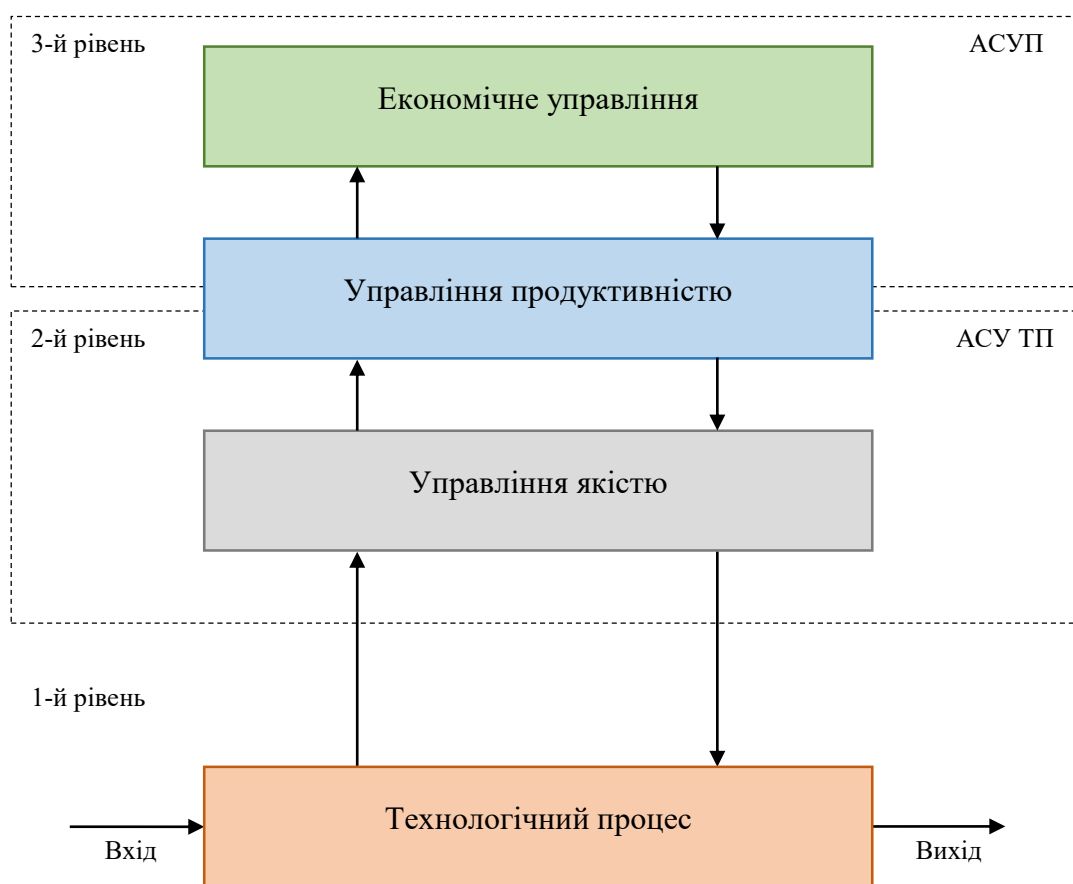 3-й рівень
АСУП
Економічне управління
Управління продуктивністю
2-й рівень
АСУ ТП
Управління якістю
1-й рівень
Технологічний процес
Вхід
Вихід